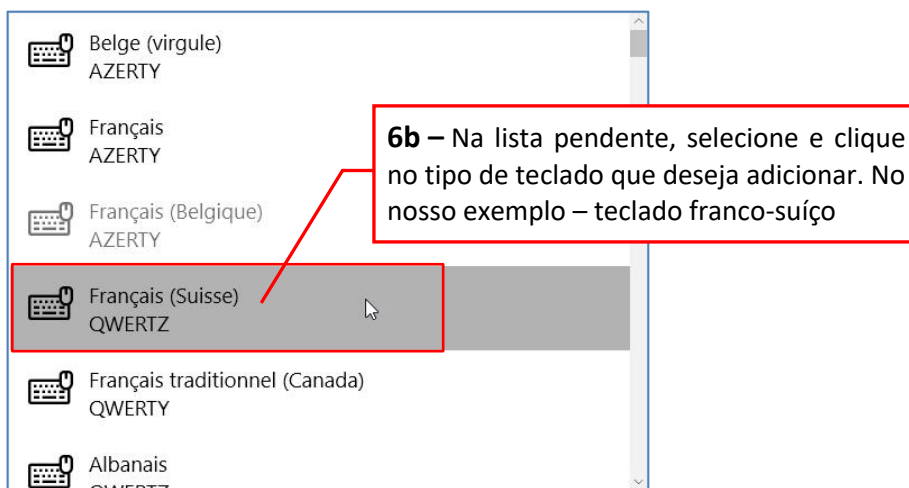 Belge (virgule)
AZERTY
Français
AZERTY
6b – Na lista pendente, selecione e clique
no tipo de teclado que deseja adicionar. No
nosso exemplo – teclado franco-suíço
Français (Belgique)
AZERTY
Français (Suisse)
QWERTZ
Français traditionnel (Canada)
QWERTY
Albanais
QWERTZ